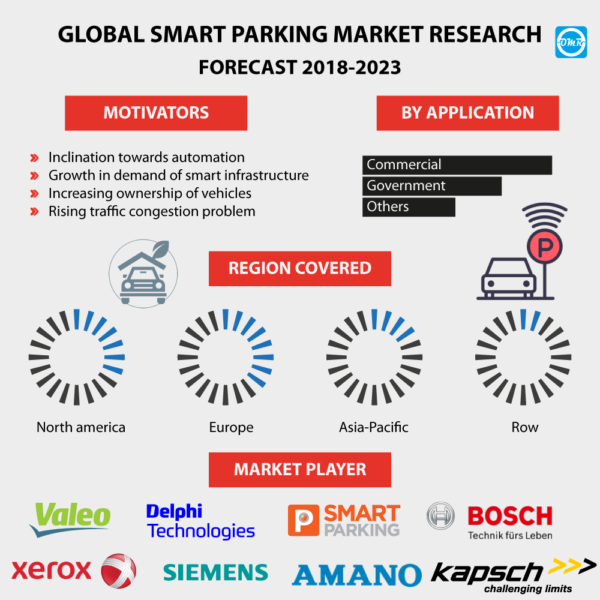 GLOBAL SMART PARKING MARKET RESEARCH
DMR
FORECAST 2018-2023
MOTIVATORS
Inclination towards automation
Growth in demand of smart infrastructure
Increasing ownership of vehicles
Rising traffic congestion problem
BY APPLICATION
Commercial
Government
Others
P
REGION COVERED
North america
Europe
Asia-Pacific
Row
MARKET PLAYER
Valeo
Delphi
Technologies
P SMART
PARKING
BOSCH
Technik fürs Leben
xerox
SIEMENS
AMANO
kapsch >>>
challenging limits